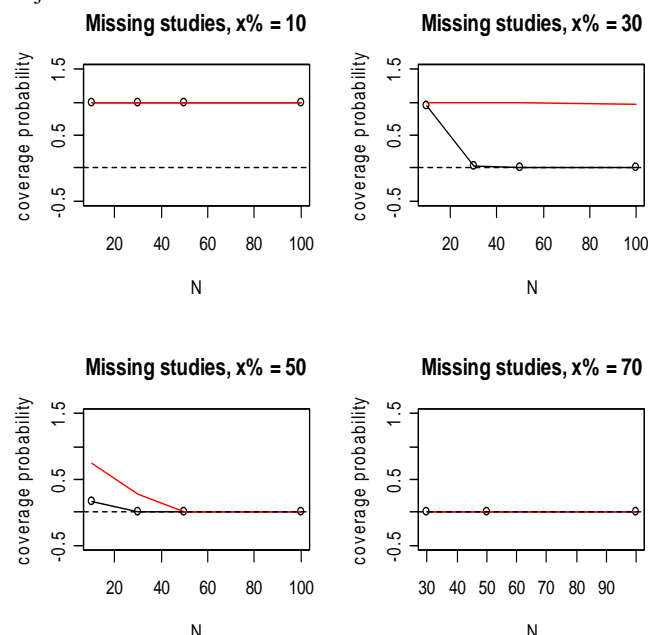 Missing studies, x% = 10
coverage probability
1.5
0.5
-0.5
20 40 60 80 100
N
Missing studies, x% = 30
coverage probability
1.5
0.5
-0.5
20 40 60 80 100
N
Missing studies, x% = 50
coverage probability
1.5
0.5
-0.5
20 40 60 80 100
N
Missing studies, x% = 70
coverage probability
1.5
0.5
-0.5
30 40 50 60 70 80 90
N